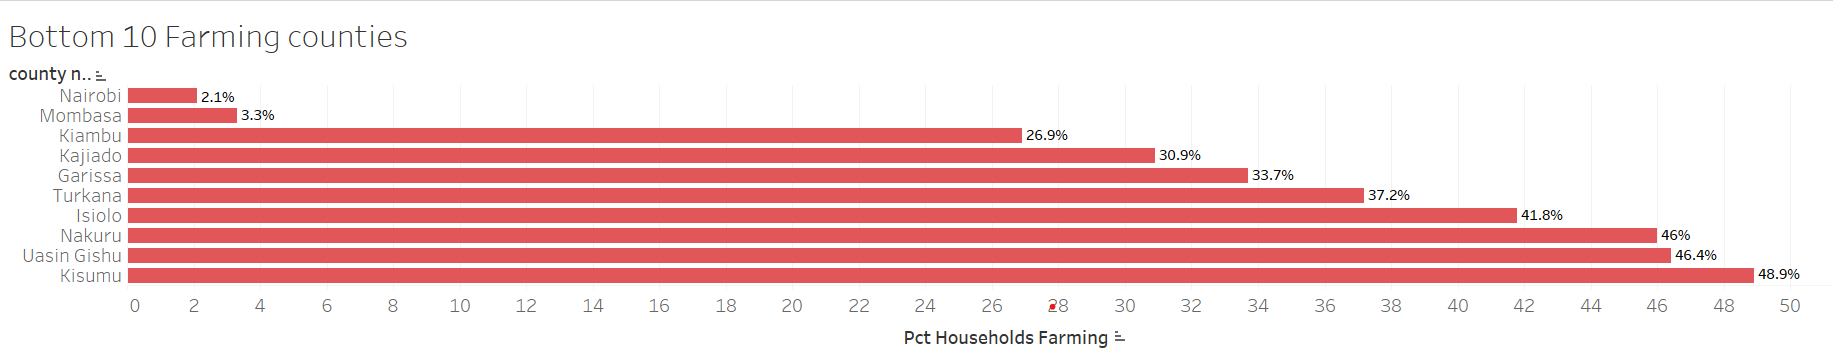 Bottom 10 Farming counties
county n..
Nairobi 2.1%
Mombasa 3.3%
Kiambu 26.9%
Kajiado 30.9%
Garissa 33.7%
Turkana 37.2%
Isiolo 41.8%
Nakuru 46%
Uasin Gishu 46.4%
Kisumu 48.9%
0 2 4 6 8 10 12 14 16 18 20 22 24 26 28 30 32 34 36 38 40 42 44 46 48 50
Pct Households Farming